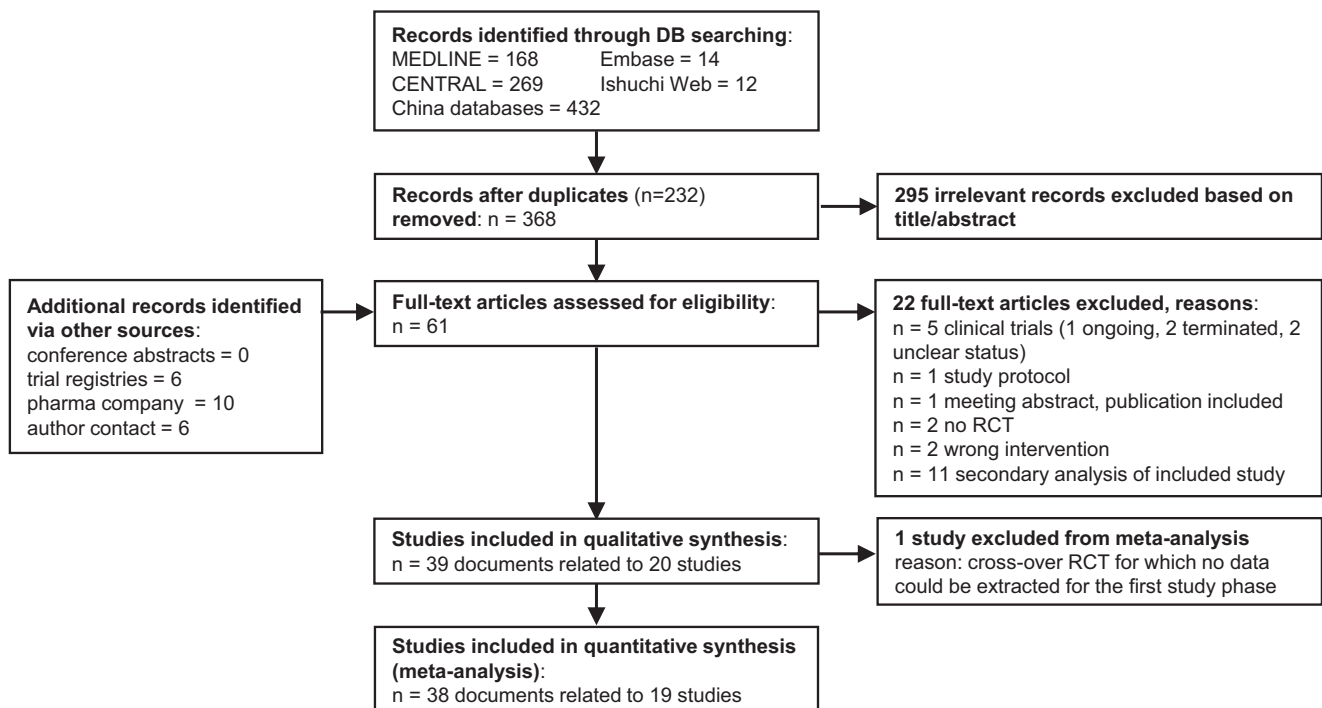 Records identified through DB searching:
MEDLINE = 168 Embase = 14
CENTRAL = 269 Ishuchi Web = 12
China databases = 432
Records after duplicates (n=232)
removed: n = 368
295 irrelevant records excluded based on
title/abstract
Additional records identified
via other sources:
conference abstracts = 0
trial registries = 6
pharma company = 10
author contact = 6
Full-text articles assessed for eligibility:
n = 61
22 full-text articles excluded, reasons:
n = 5 clinical trials (1 ongoing, 2 terminated, 2
unclear status)
n = 1 study protocol
n = 1 meeting abstract, publication included
n = 2 no RCT
n = 2 wrong intervention
n = 11 secondary analysis of included study
Studies included in qualitative synthesis:
n = 39 documents related to 20 studies
1 study excluded from meta-analysis
reason: cross-over RCT for which no data
could be extracted for the first study phase
Studies included in quantitative synthesis
(meta-analysis):
n = 38 documents related to 19 studies